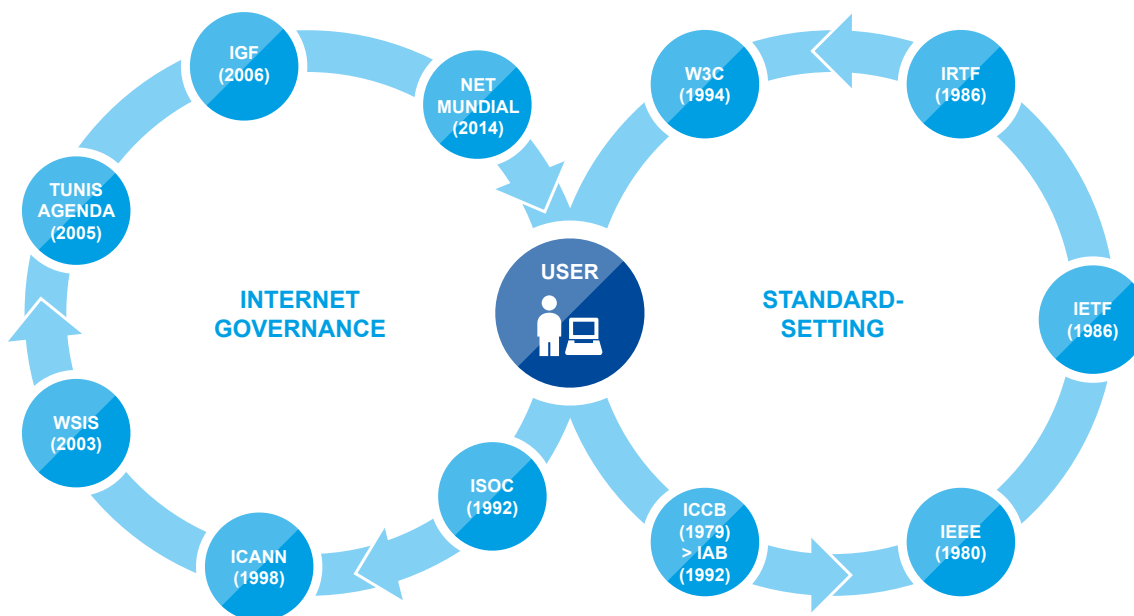 IGF
(2006)
NET
MUNDIAL
(2014)
W3C
(1994)
IRTF
(1986)
TUNIS
AGENDA
(2005)
USER
INTERNET
GOVERNANCE
STANDARD-
SETTING
IETF
(1986)
WSIS
(2003)
ISOC
(1992)
ICANN
(1998)
ICCB
(1979)
> IAB
(1992)
IEEE
(1980)